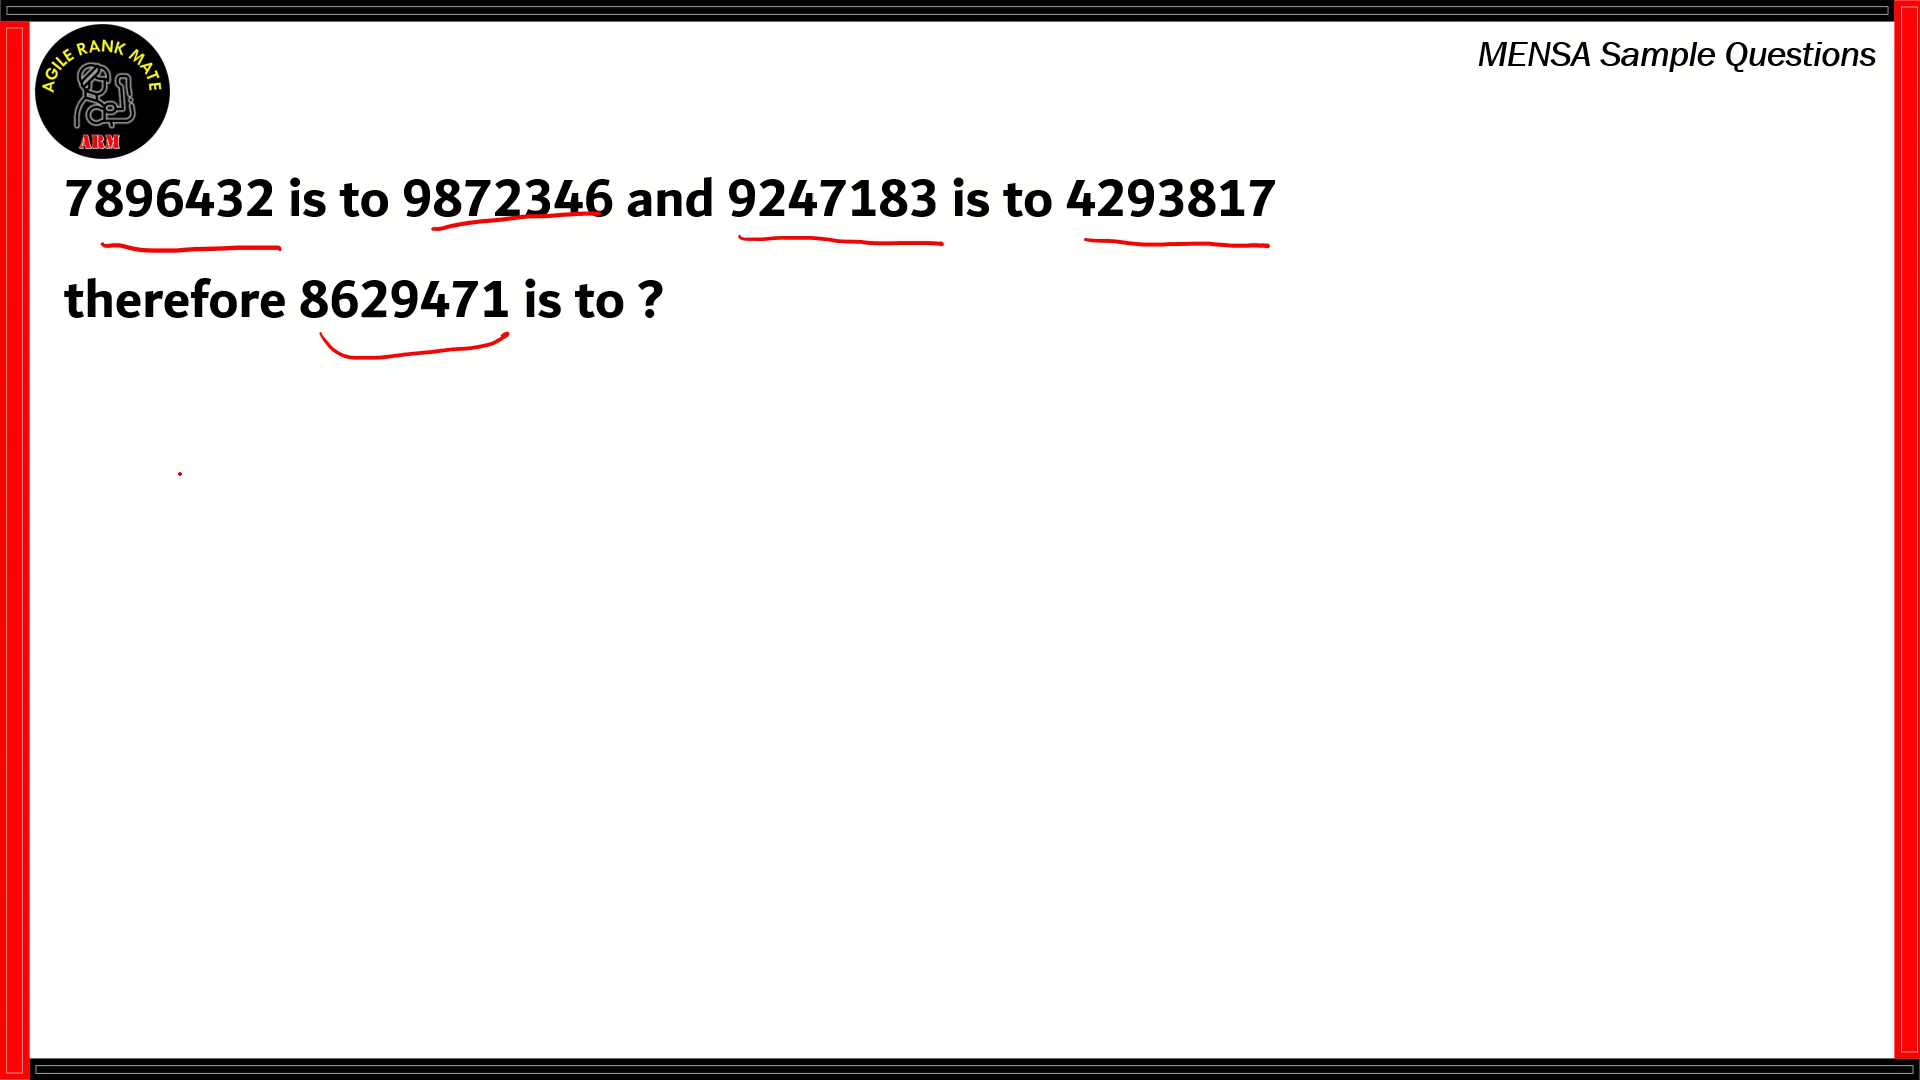 AGILE RANK MATE
ARM
MENSA Sample Questions
7896432 is to 9872346 and 9247183 is to 4293817
therefore 8629471 is to ?